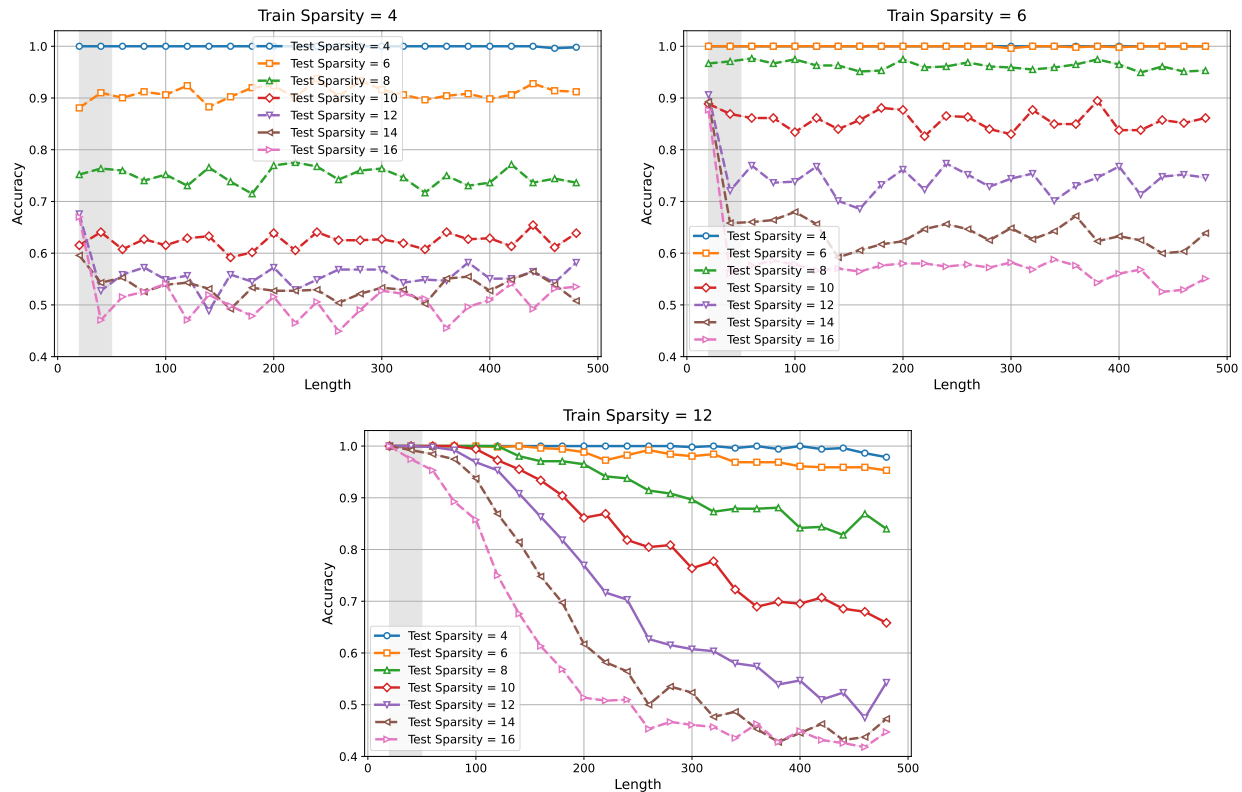 Train Sparsity = 4
Accuracy
1.0
0.9
0.8
0.7
0.6
0.5
0.4
Test Sparsity = 4
Test Sparsity = 6
Test Sparsity = 8
Test Sparsity = 10
Test Sparsity = 12
Test Sparsity = 14
Test Sparsity = 16
0 100 200 300 400 500
Length
Train Sparsity = 6
Accuracy
1.0
0.9
0.8
0.7
0.6
0.5
0.4
Test Sparsity = 4
Test Sparsity = 6
Test Sparsity = 8
Test Sparsity = 10
Test Sparsity = 12
Test Sparsity = 14
Test Sparsity = 16
0 100 200 300 400 500
Length
Train Sparsity = 12
Accuracy
1.0
0.9
0.8
0.7
0.6
0.5
0.4
Test Sparsity = 4
Test Sparsity = 6
Test Sparsity = 8
Test Sparsity = 10
Test Sparsity = 12
Test Sparsity = 14
Test Sparsity = 16
0 100 200 300 400 500
Length